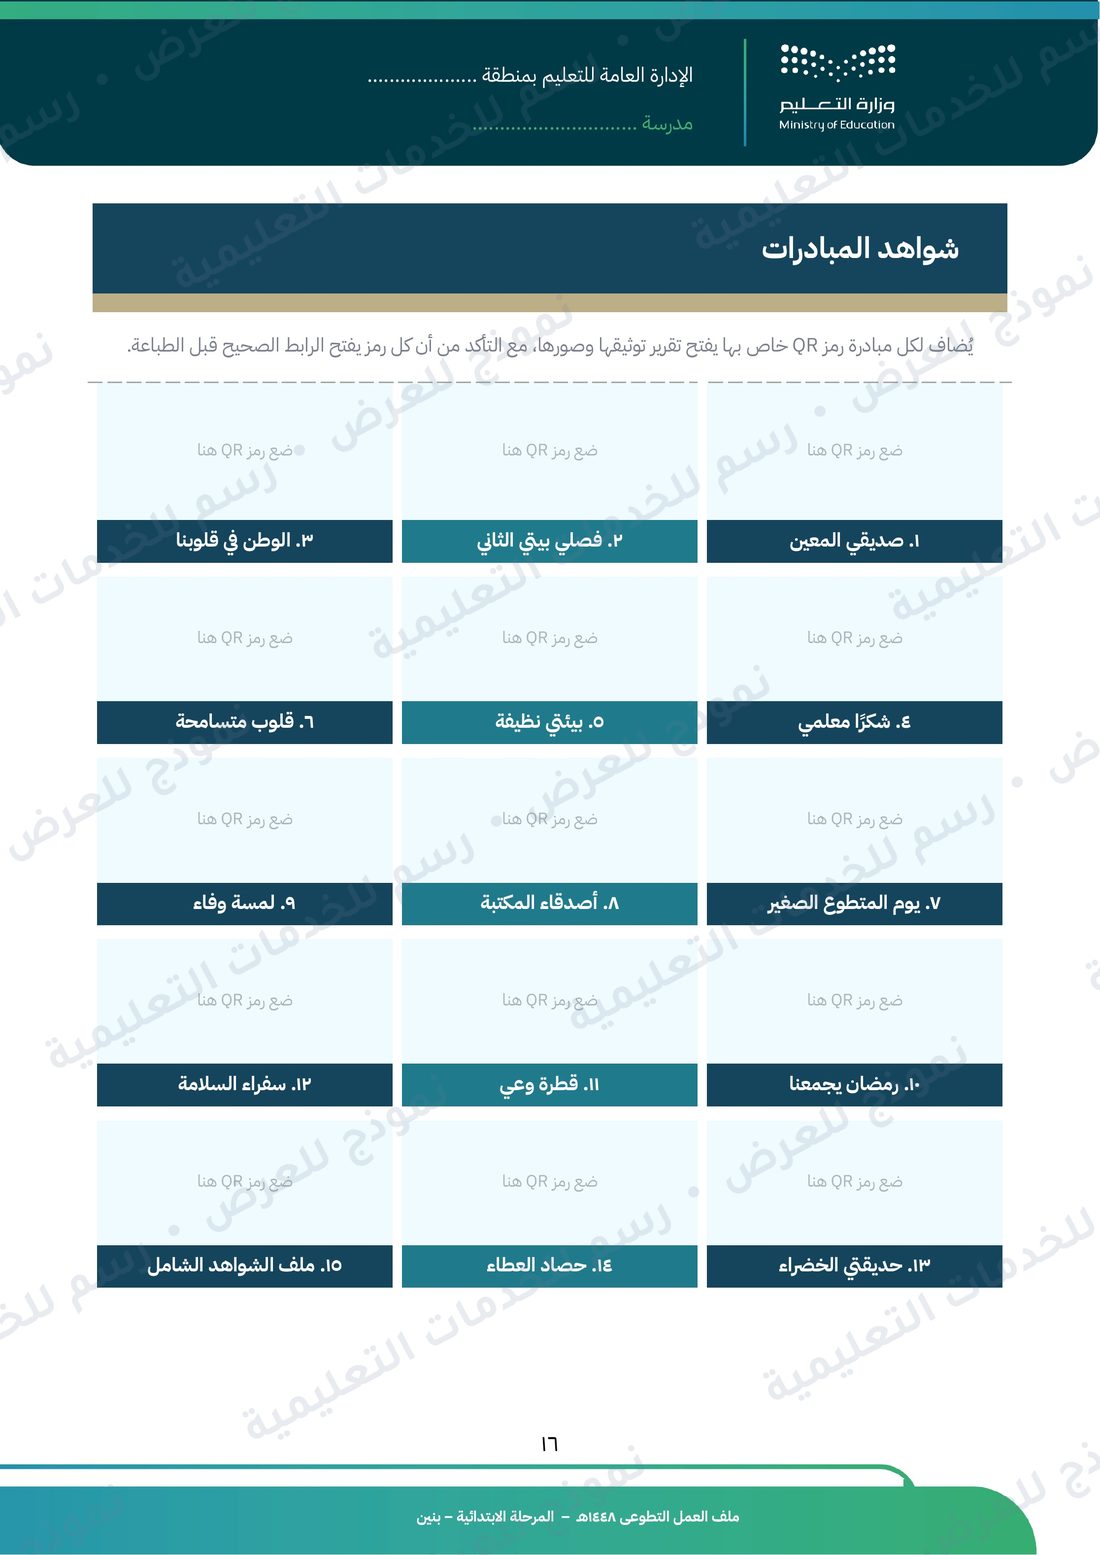 وزارة التعليم
Ministry of Education
الإدارة العامة للتعليم بمنطقة .....................
مدرسة ...............................
شواهد المبادرات
يُضاف لكل مبادرة رمز QR خاص بها يفتح تقرير توثيقها وصورها، مع التأكد من أن كل رمز يفتح الرابط الصحيح قبل الطباعة.
ضع رمز QR هنا
ضع رمز QR هنا
ضع رمز QR هنا
١. صديقي المعين
٢. فصلي بيتي الثاني
٣. الوطن في قلوبنا
ضع رمز QR هنا
ضع رمز QR هنا
ضع رمز QR هنا
٤. شكرًا معلمي
٥. بيئتي نظيفة
٦. قلوب متسامحة
ضع رمز QR هنا
ضع رمز QR هنا
ضع رمز QR هنا
٧. يوم المتطوع الصغير
٨. أصدقاء المكتبة
٩. لمسة وفاء
ضع رمز QR هنا
ضع رمز QR هنا
ضع رمز QR هنا
١٠. رمضان يجمعنا
١١. قطرة وعي
١٢. سفراء السلامة
ضع رمز QR هنا
ضع رمز QR هنا
ضع رمز QR هنا
١٣. حديقتي الخضراء
١٤. حصاد العطاء
١٥. ملف الشواهد الشامل
١٦
ملف العمل التطوعى ١٤٤٨هـ – المرحلة الابتدائية – بنين
نموذج للعرض • رسم للخدمات التعليمية